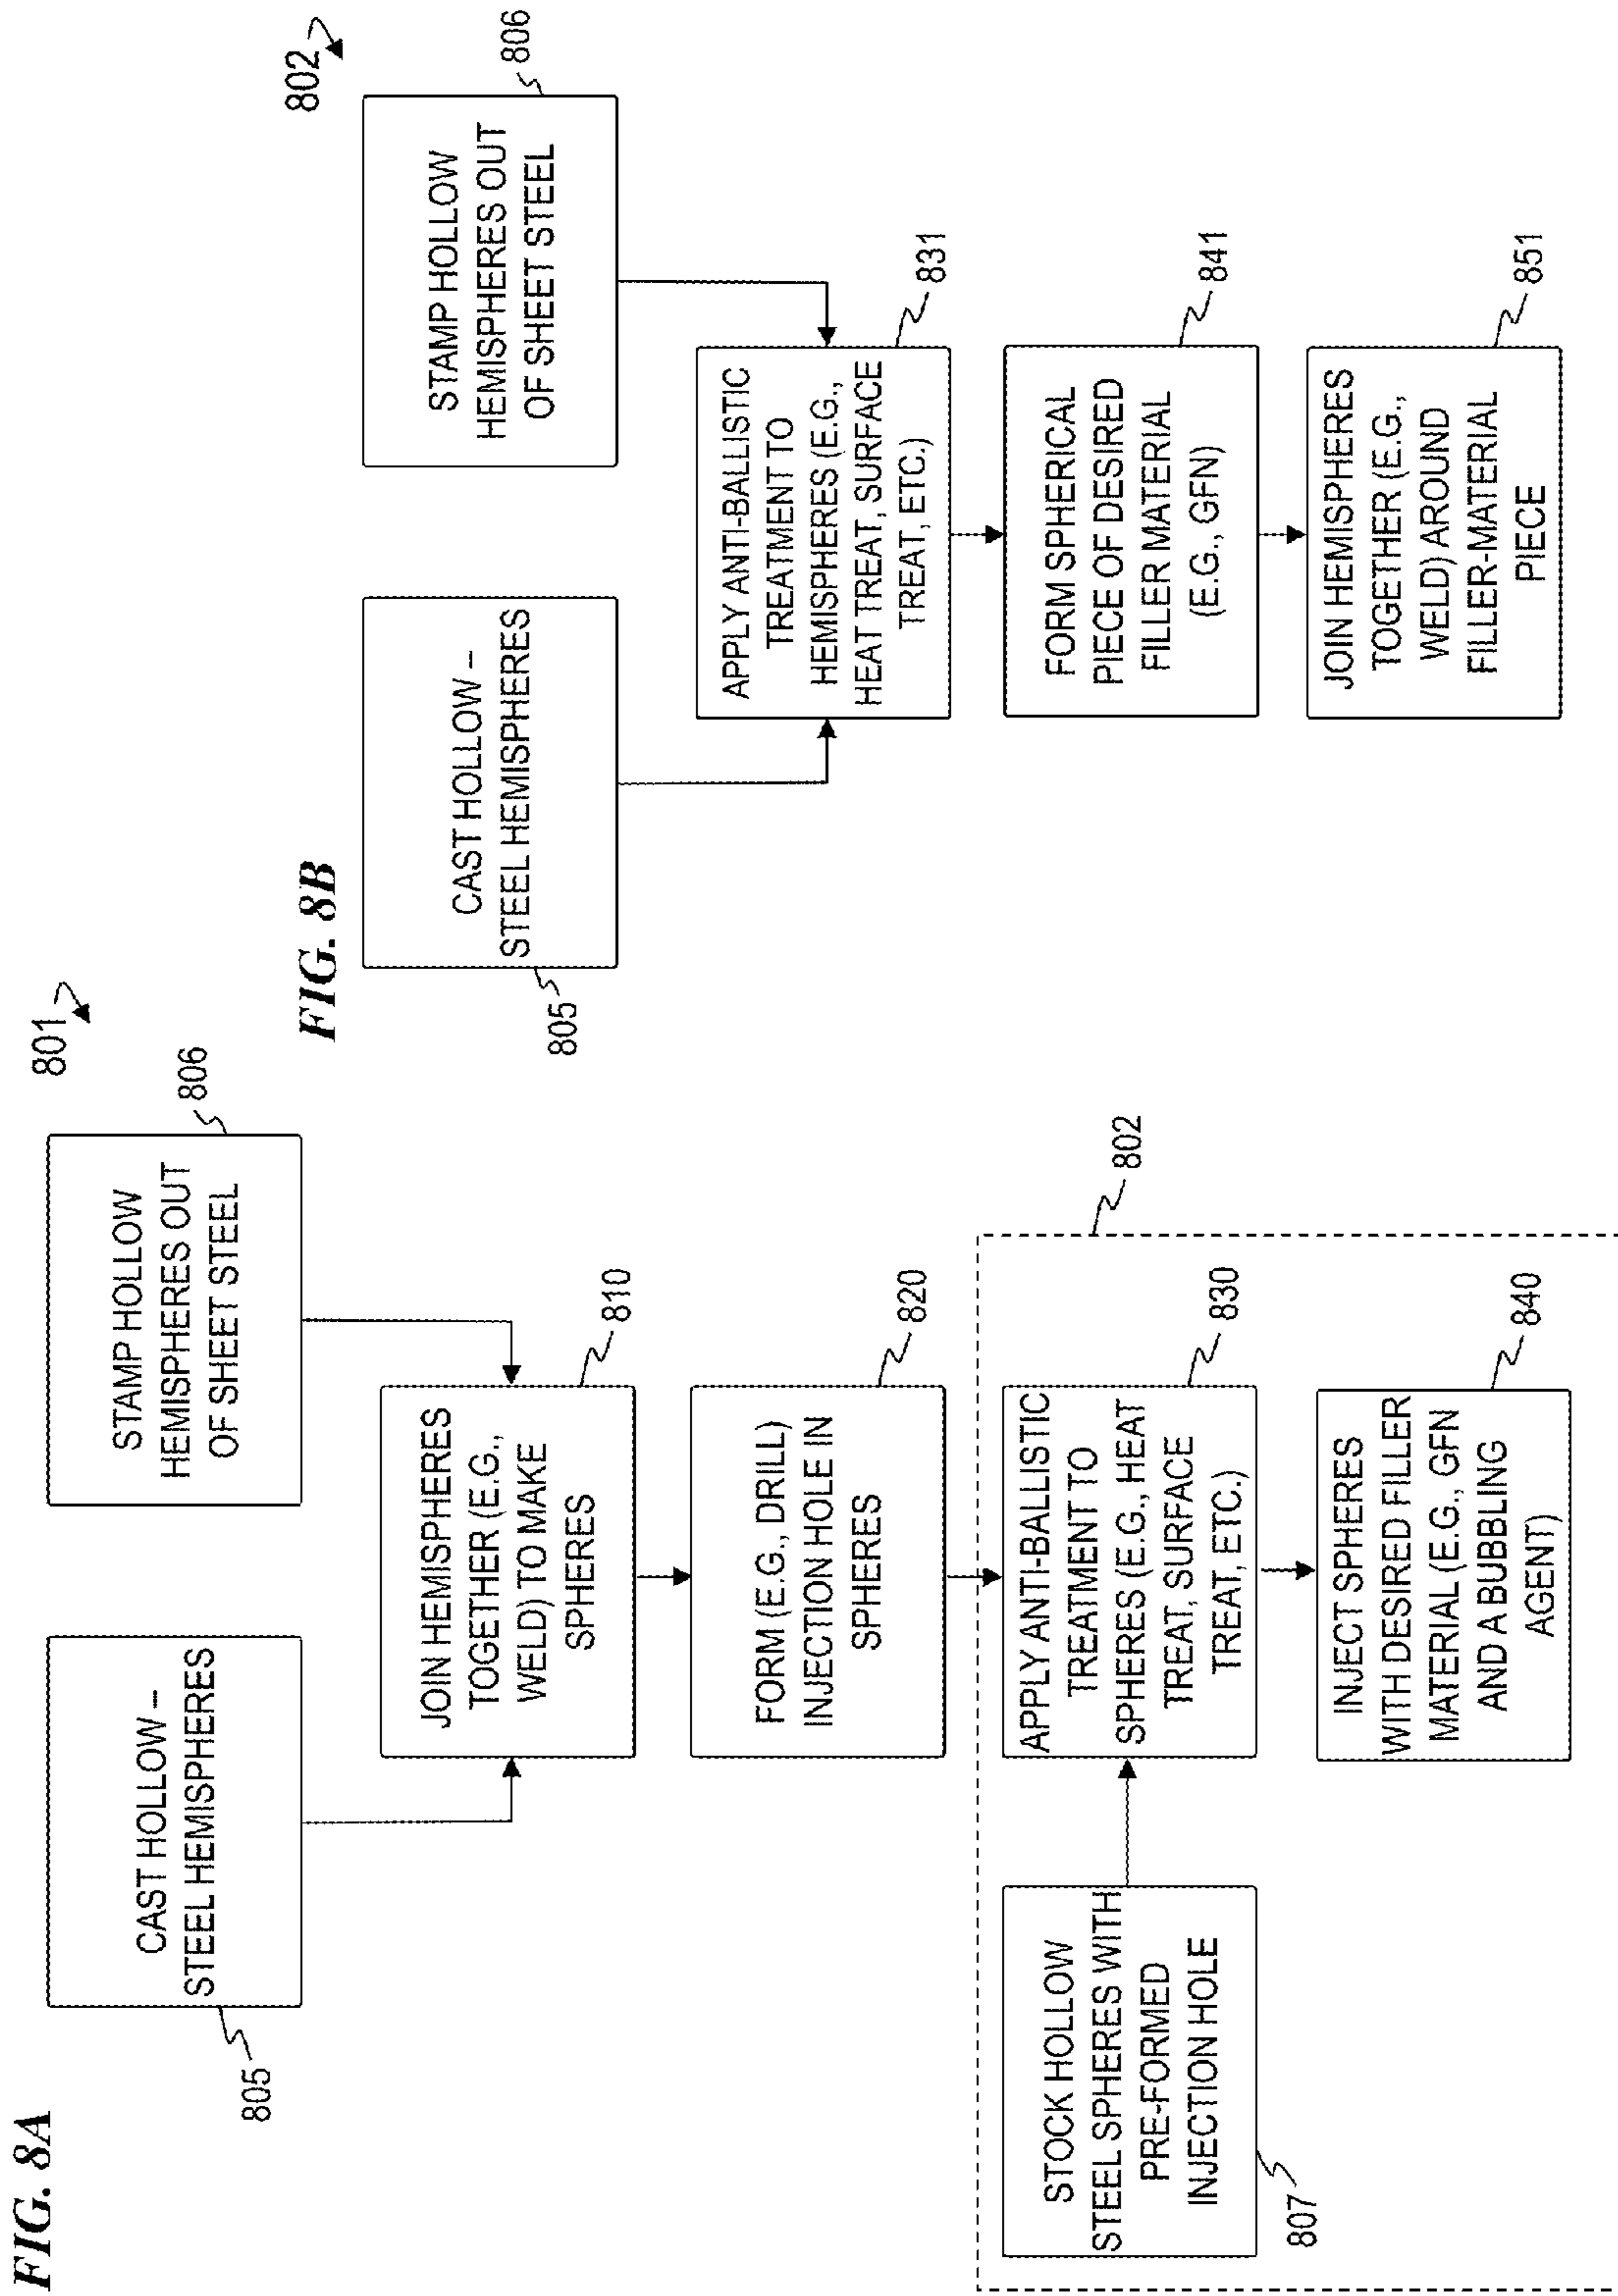 FIG. 8A
801
CAST HOLLOW –
STEEL HEMISPHERES
805
STAMP HOLLOW
HEMISPHERES OUT
OF SHEET STEEL
806
JOIN HEMISPHERES
TOGETHER (E.G.,
WELD) TO MAKE
SPHERES
810
FORM (E.G., DRILL)
INJECTION HOLE IN
SPHERES
820
802
STOCK HOLLOW
STEEL SPHERES WITH
PRE-FORMED
INJECTION HOLE
807
APPLY ANTI-BALLISTIC
TREATMENT TO
SPHERES (E.G., HEAT
TREAT, SURFACE
TREAT, ETC.)
830
INJECT SPHERES
WITH DESIRED FILLER
MATERIAL (E.G., GFN
AND A BUBBLING
AGENT)
840
FIG. 8B
802
CAST HOLLOW –
STEEL HEMISPHERES
805
STAMP HOLLOW
HEMISPHERES OUT
OF SHEET STEEL
806
APPLY ANTI-BALLISTIC
TREATMENT TO
HEMISPHERES (E.G.,
HEAT TREAT, SURFACE
TREAT, ETC.)
831
FORM SPHERICAL
PIECE OF DESIRED
FILLER MATERIAL
(E.G., GFN)
841
JOIN HEMISPHERES
TOGETHER (E.G.,
WELD) AROUND
FILLER-MATERIAL
PIECE
851